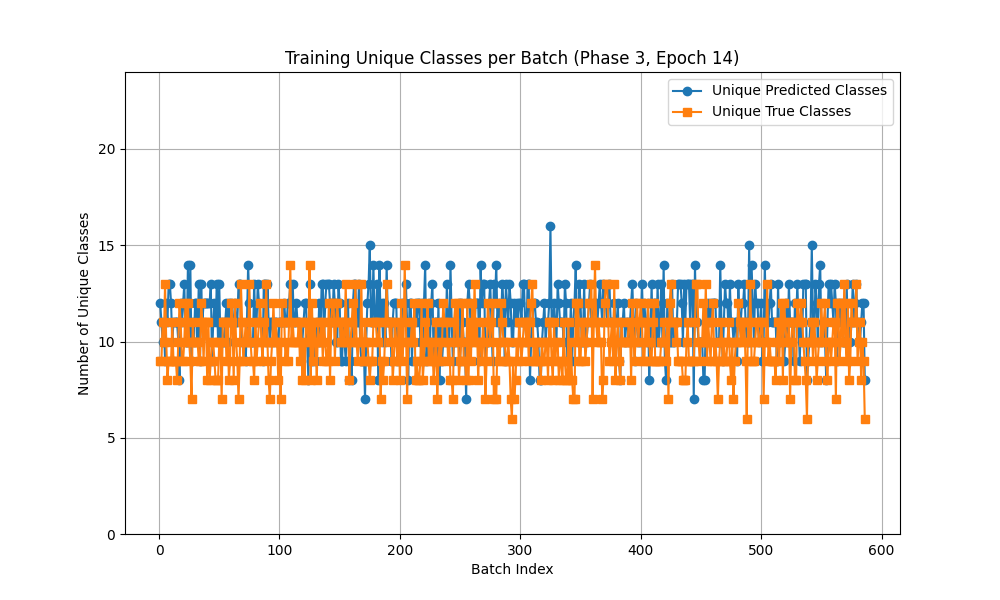 Training Unique Classes per Batch (Phase 3, Epoch 14)
Unique Predicted Classes
Unique True Classes
Number of Unique Classes
20
15
10
5
0
0 100 200 300 400 500 600
Batch Index